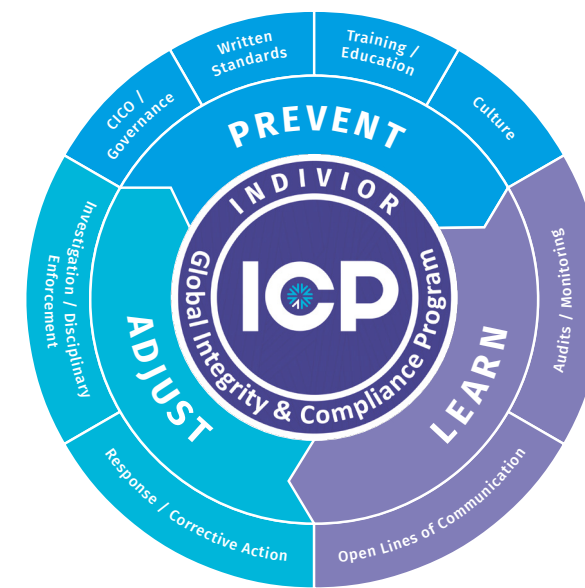 Written
Standards
Training /
Education
CICO /
Governance
Culture
PREVENT
INDIVIOR
ICP
Global Integrity & Compliance Program
Investigation / Disciplinary
Enforcement
Audits / Monitoring
ADJUST
LEARN
Response / Corrective Action
Open Lines of Communication